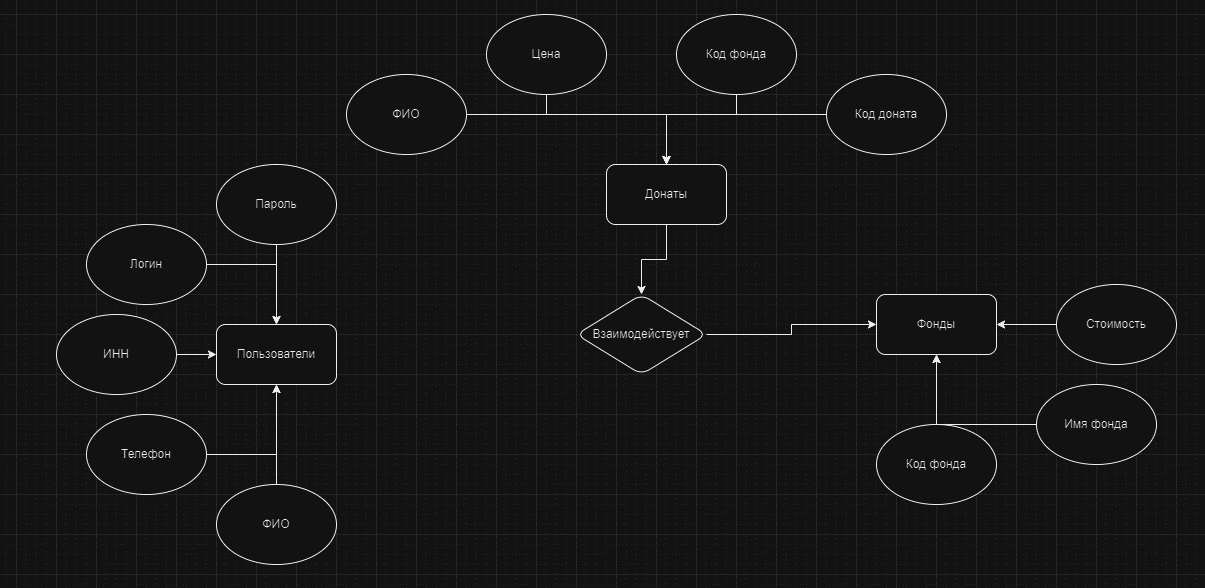 Цена
Код фонда
ФИО
Код доната
Донаты
Пароль
Логин
ИНН
Пользователи
Телефон
ФИО
Взаимодействует
Фонды
Стоимость
Имя фонда
Код фонда